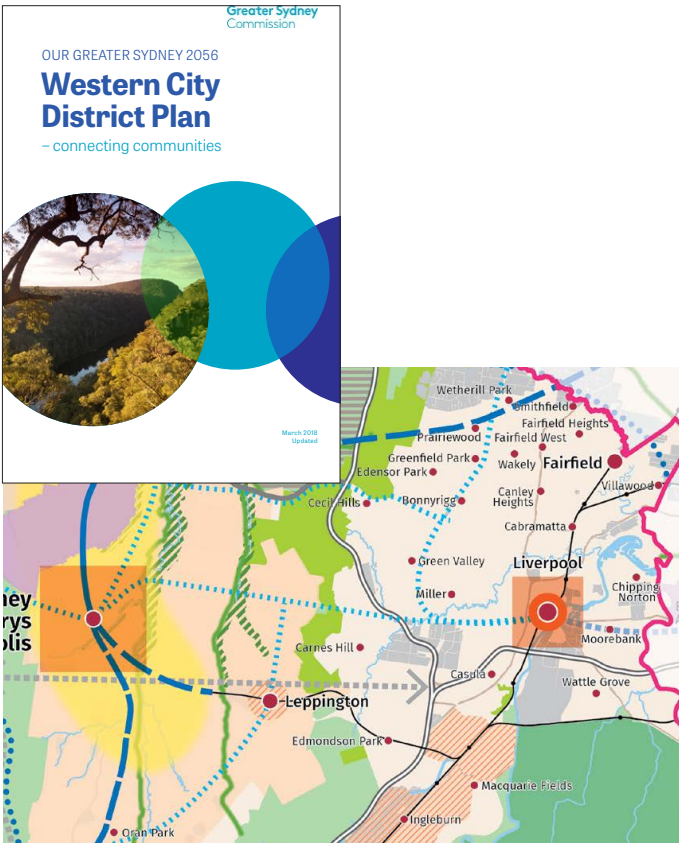 Greater Sydney
Commission
OUR GREATER SYDNEY 2056
Western City
District Plan
– connecting communities
March 2018
Updated
Wetherill Park
Smithfield
Fairfield Heights
Prairiewood
Fairfield West
Greenfield Park
Wakely
Fairfield
Edensor Park
Villawood
Cecil Hills
Bonnyrigg
Canley
Heights
Cabramatta
Green Valley
Liverpool
Miller
Chipping
Norton
ney
rys
olis
Moorebank
Carnes Hill
Casula
Wattle Grove
Leppington
Edmondson Park
Macquarie Fields
Ingleburn
Oran Park